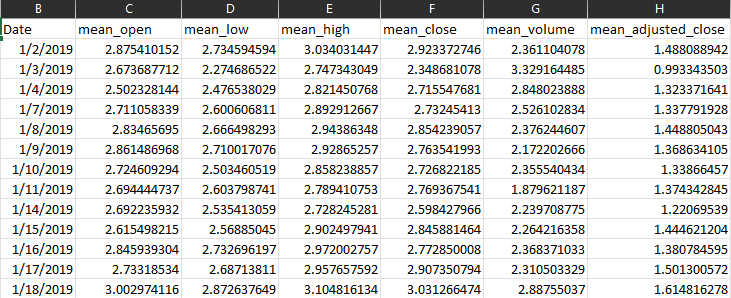 B C D E F G H
Date mean_open mean_low mean_high mean_close mean_volume mean_adjusted_close
1/2/2019 2.875410152 2.734594594 3.034031447 2.923372746 2.361104078 1.488088942
1/3/2019 2.673687712 2.274686522 2.747343049 2.348681078 3.329164485 0.993343503
1/4/2019 2.502328144 2.476538029 2.821450768 2.715547681 2.848023888 1.323371641
1/7/2019 2.711058339 2.600606811 2.892912667 2.73245413 2.526102834 1.337791928
1/8/2019 2.83465695 2.666498293 2.94386348 2.854239057 2.376244607 1.448805043
1/9/2019 2.861486968 2.710017076 2.92865257 2.763541993 2.172202666 1.368634105
1/10/2019 2.724609294 2.503460519 2.858238857 2.726822185 2.355540434 1.33866457
1/11/2019 2.694444737 2.603798741 2.789410753 2.769367541 1.879621187 1.374342845
1/14/2019 2.692235932 2.535413059 2.728245281 2.598427966 2.239708775 1.22069539
1/15/2019 2.615498215 2.56885045 2.902497941 2.845881464 2.264216358 1.444621204
1/16/2019 2.845939304 2.732696197 2.972002757 2.772850008 2.368371033 1.380784595
1/17/2019 2.73318534 2.68713811 2.957657592 2.907350794 2.310503329 1.501300572
1/18/2019 3.002974116 2.872637649 3.104816134 3.031266474 2.88755037 1.614816278